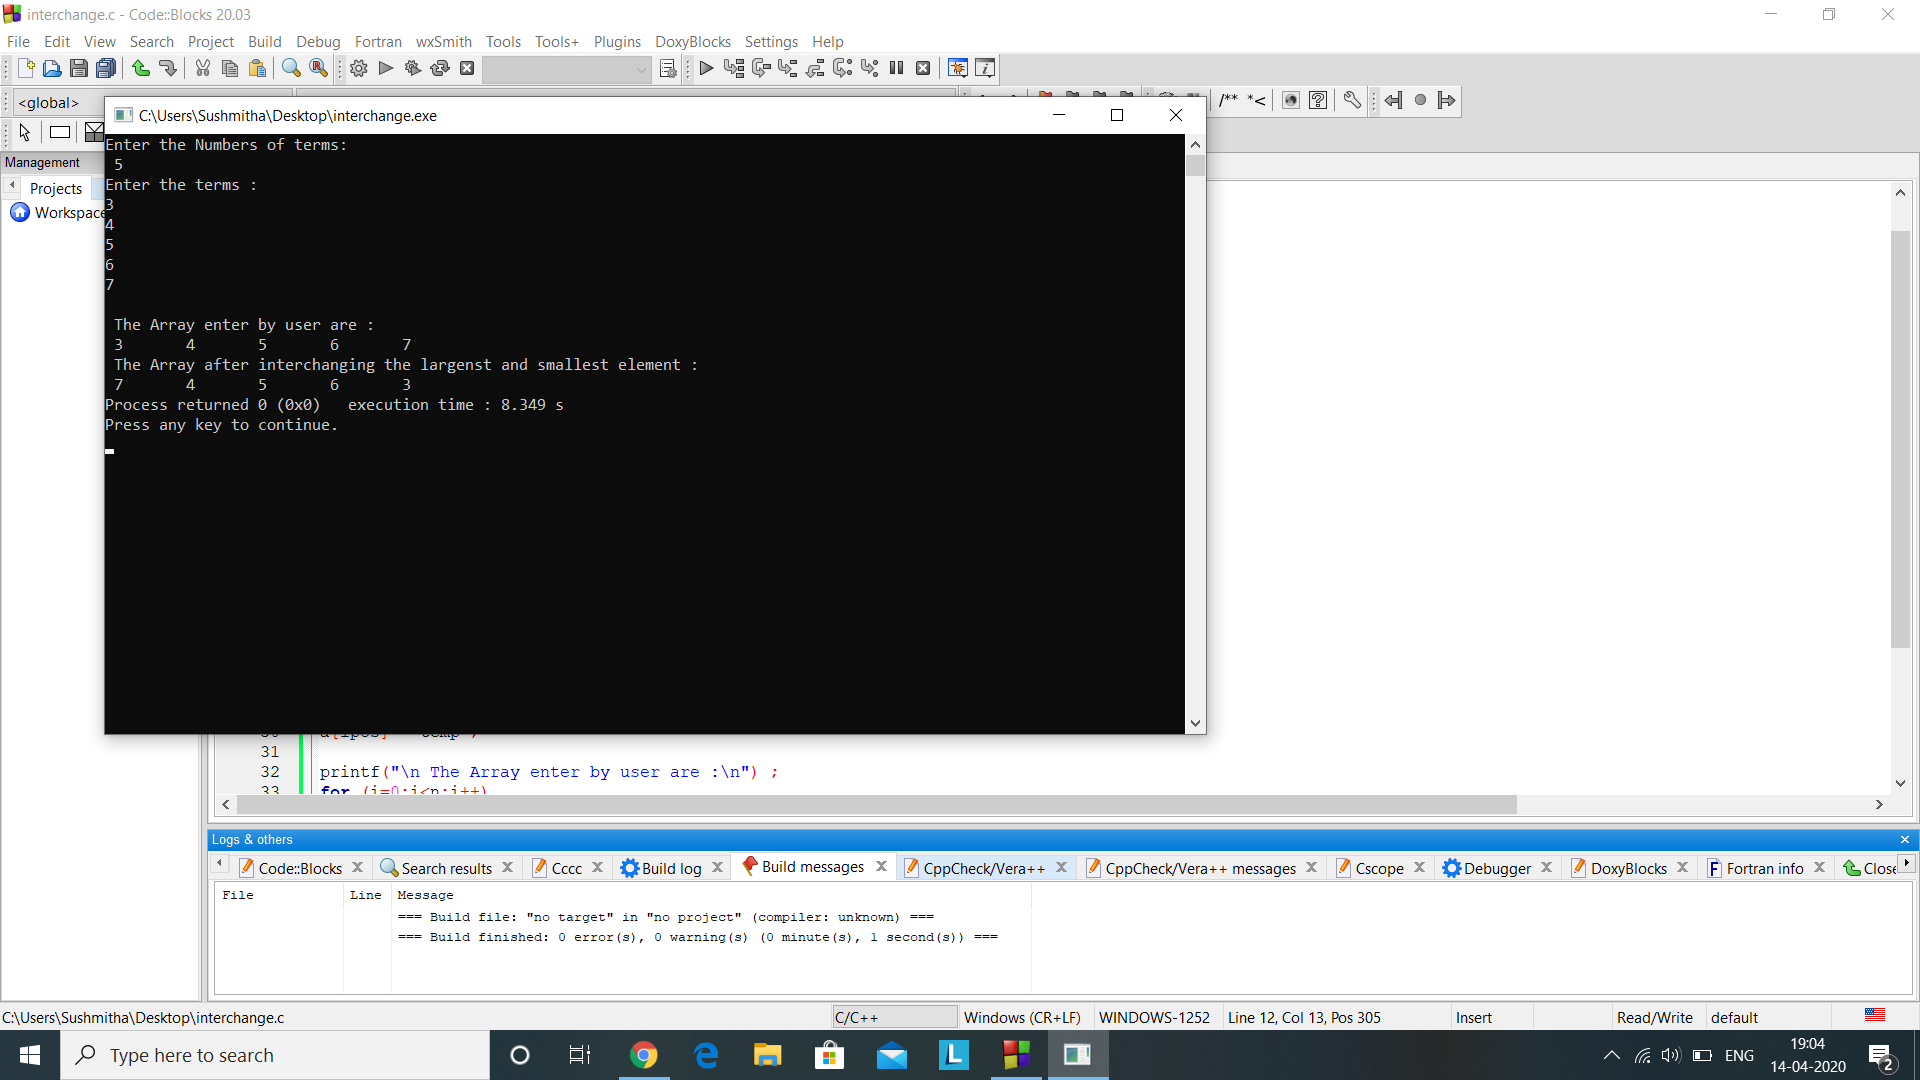 interchange.c - Code::Blocks 20.03
File Edit View Search Project Build Debug Fortran wxSmith Tools Tools+ Plugins DoxyBlocks Settings Help
<global>
/** *<
C:\Users\Sushmitha\Desktop\interchange.exe
Management
Projects
Workspace
Enter the Numbers of terms:
5
Enter the terms :
3
4
5
6
7
The Array enter by user are :
3 4 5 6 7
The Array after interchanging the largenst and smallest element :
7 4 5 6 3
Process returned 0 (0x0) execution time : 8.349 s
Press any key to continue.
31
32 printf("\n The Array enter by user are :\n") ;
33 for (i=0;i<n;i++)
Logs & others
Code::Blocks Search results Cccc Build log Build messages CppCheck/Vera++ CppCheck/Vera++ messages Cscope Debugger DoxyBlocks Fortran info Close
File Line Message
=== Build file: "no target" in "no project" (compiler: unknown) ===
=== Build finished: 0 error(s), 0 warning(s) (0 minute(s), 1 second(s)) ===
C:\Users\Sushmitha\Desktop\interchange.c C/C++ Windows (CR+LF) WINDOWS-1252 Line 12, Col 13, Pos 305 Insert Read/Write default
Type here to search
ENG
19:04
14-04-2020
2